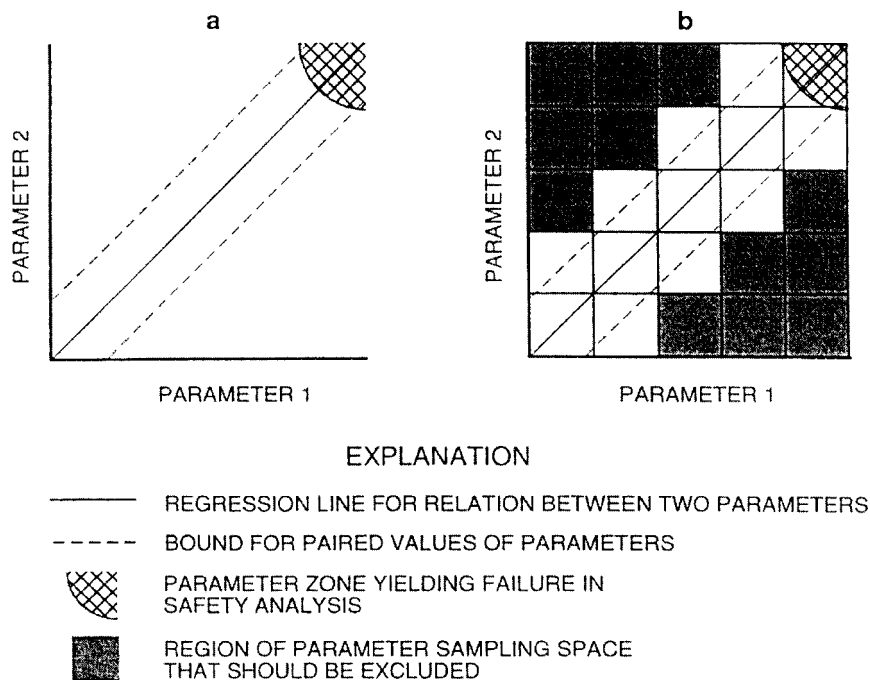 a
b
PARAMETER 2
PARAMETER 2
PARAMETER 1
PARAMETER 1
EXPLANATION
REGRESSION LINE FOR RELATION BETWEEN TWO PARAMETERS
BOUND FOR PAIRED VALUES OF PARAMETERS
PARAMETER ZONE YIELDING FAILURE IN
SAFETY ANALYSIS
REGION OF PARAMETER SAMPLING SPACE
THAT SHOULD BE EXCLUDED